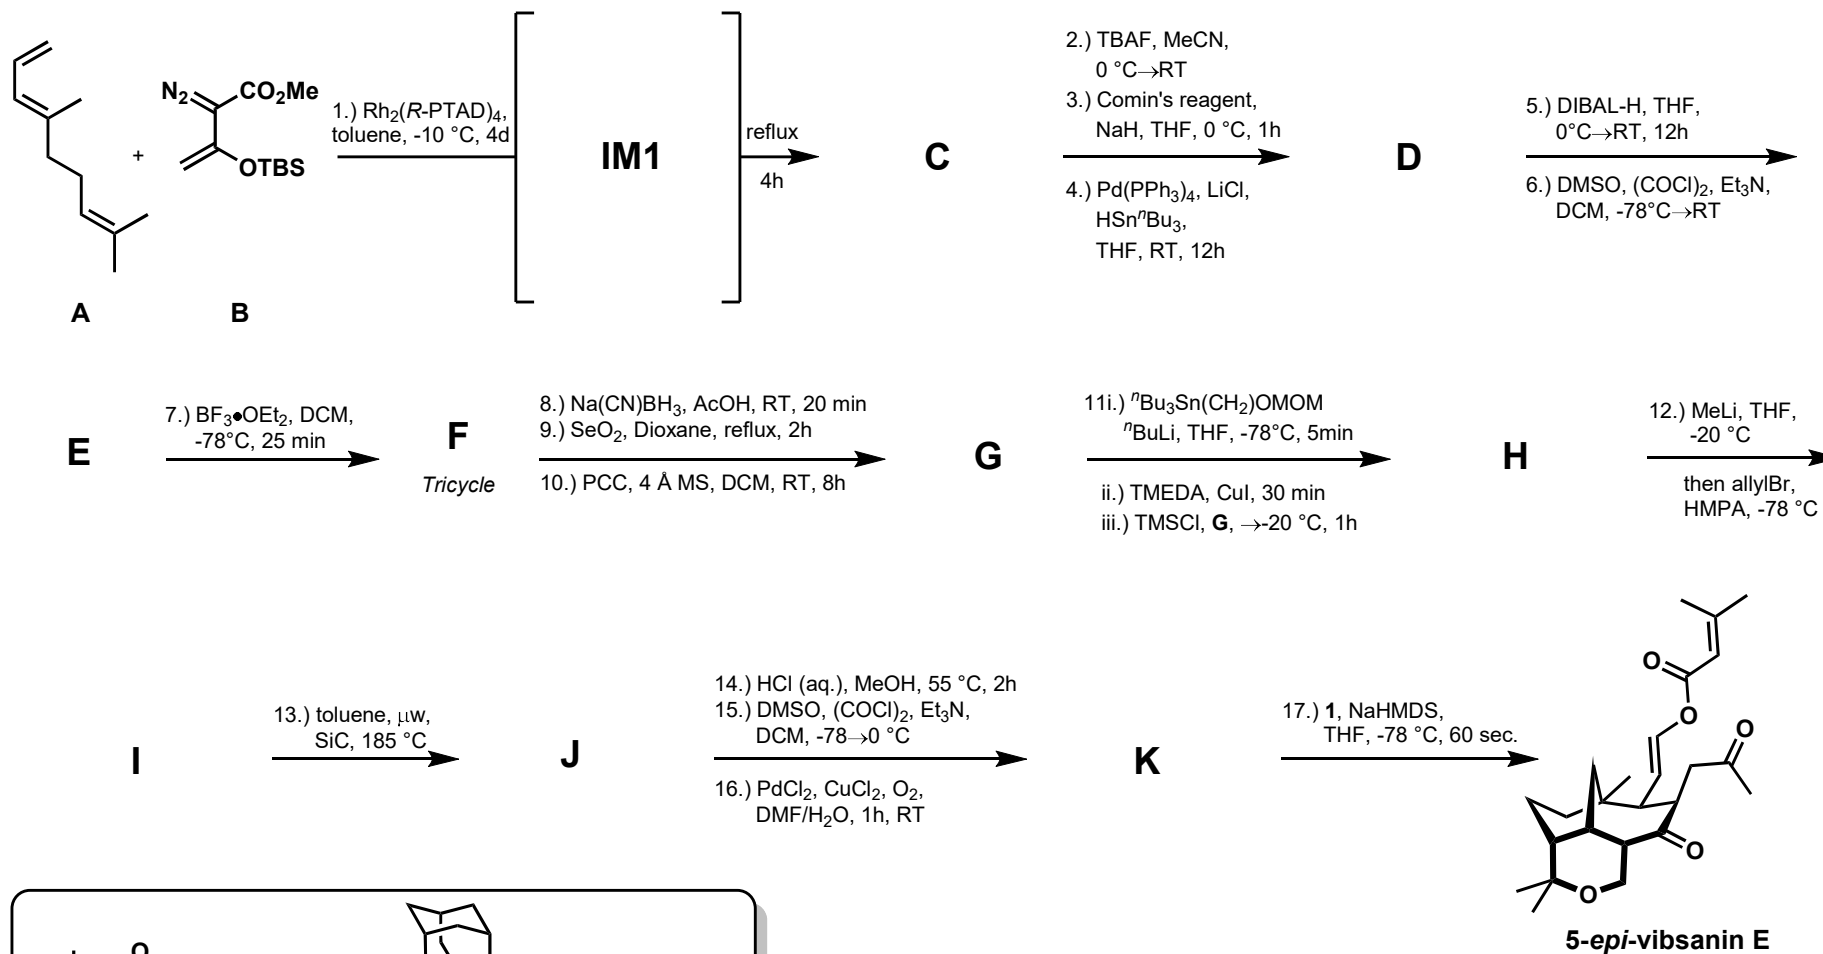 N2 CO2Me
OTBS
+
A B
1.) Rh2(R-PTAD)4,
toluene, -10 °C, 4d
IM1
reflux
4h
C
2.) TBAF, MeCN,
0 °C→RT
3.) Comin's reagent,
NaH, THF, 0 °C, 1h
4.) Pd(PPh3)4, LiCl,
HSnnBu3,
THF, RT, 12h
D
5.) DIBAL-H, THF,
0°C→RT, 12h
6.) DMSO, (COCl)2, Et3N,
DCM, -78°C→RT
E
7.) BF3•OEt2, DCM,
-78°C, 25 min
F
Tricycle
8.) Na(CN)BH3, AcOH, RT, 20 min
9.) SeO2, Dioxane, reflux, 2h
10.) PCC, 4 Å MS, DCM, RT, 8h
G
11i.) nBu3Sn(CH2)OMOM
nBuLi, THF, -78°C, 5min
ii.) TMEDA, CuI, 30 min
iii.) TMSCl, G, →-20 °C, 1h
H
12.) MeLi, THF,
-20 °C
then allylBr,
HMPA, -78 °C
I
13.) toluene, μw,
SiC, 185 °C
J
14.) HCl (aq.), MeOH, 55 °C, 2h
15.) DMSO, (COCl)2, Et3N,
DCM, -78→0 °C
16.) PdCl2, CuCl2, O2,
DMF/H2O, 1h, RT
K
17.) 1, NaHMDS,
THF, -78 °C, 60 sec.
O
O
O
O
O
5-epi-vibsanin E